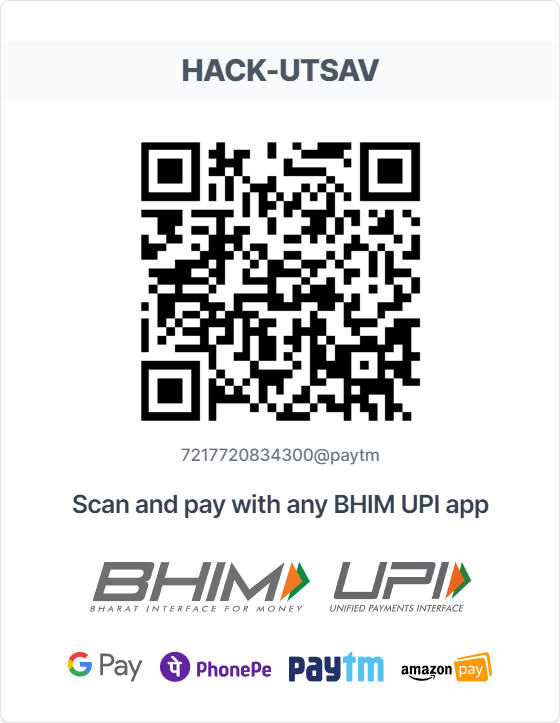 HACK-UTSAV
7217720834300@paytm
Scan and pay with any BHIM UPI app
BHIM UPI
BHARAT INTERFACE FOR MONEY UNIFIED PAYMENTS INTERFACE
G Pay PhonePe paytm amazon pay